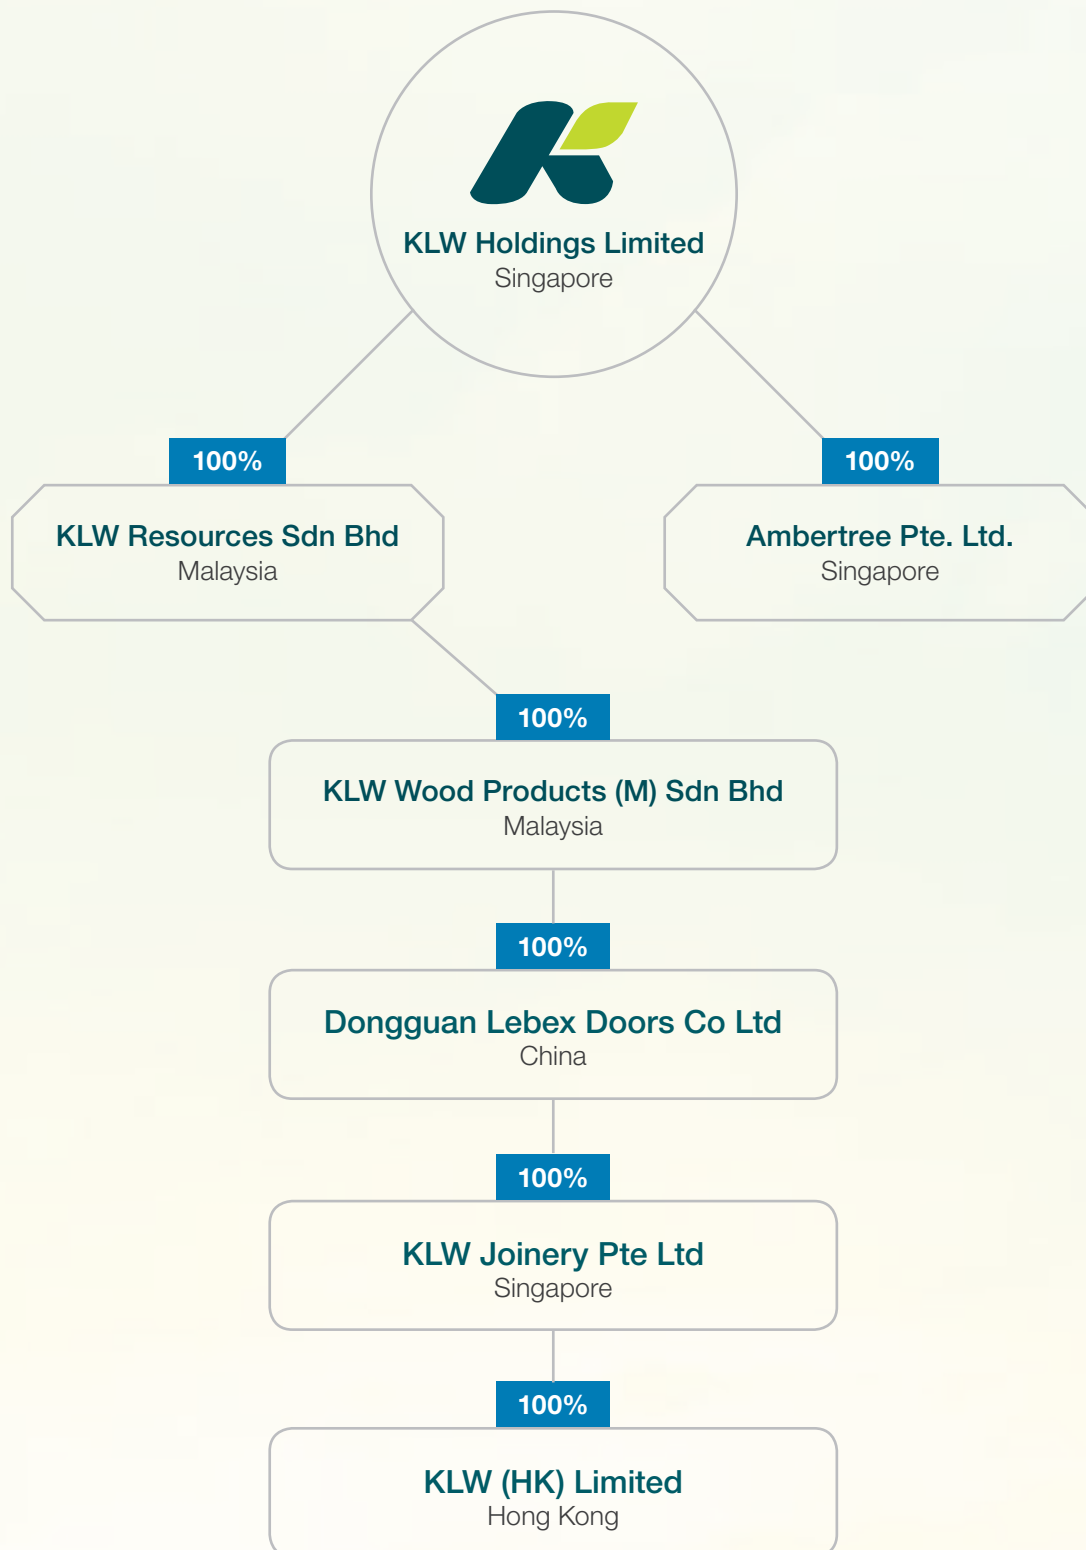 KLW Holdings Limited
Singapore
100%
KLW Resources Sdn Bhd
Malaysia
100%
Ambertree Pte. Ltd.
Singapore
100%
KLW Wood Products (M) Sdn Bhd
Malaysia
100%
Dongguan Lebex Doors Co Ltd
China
100%
KLW Joinery Pte Ltd
Singapore
100%
KLW (HK) Limited
Hong Kong